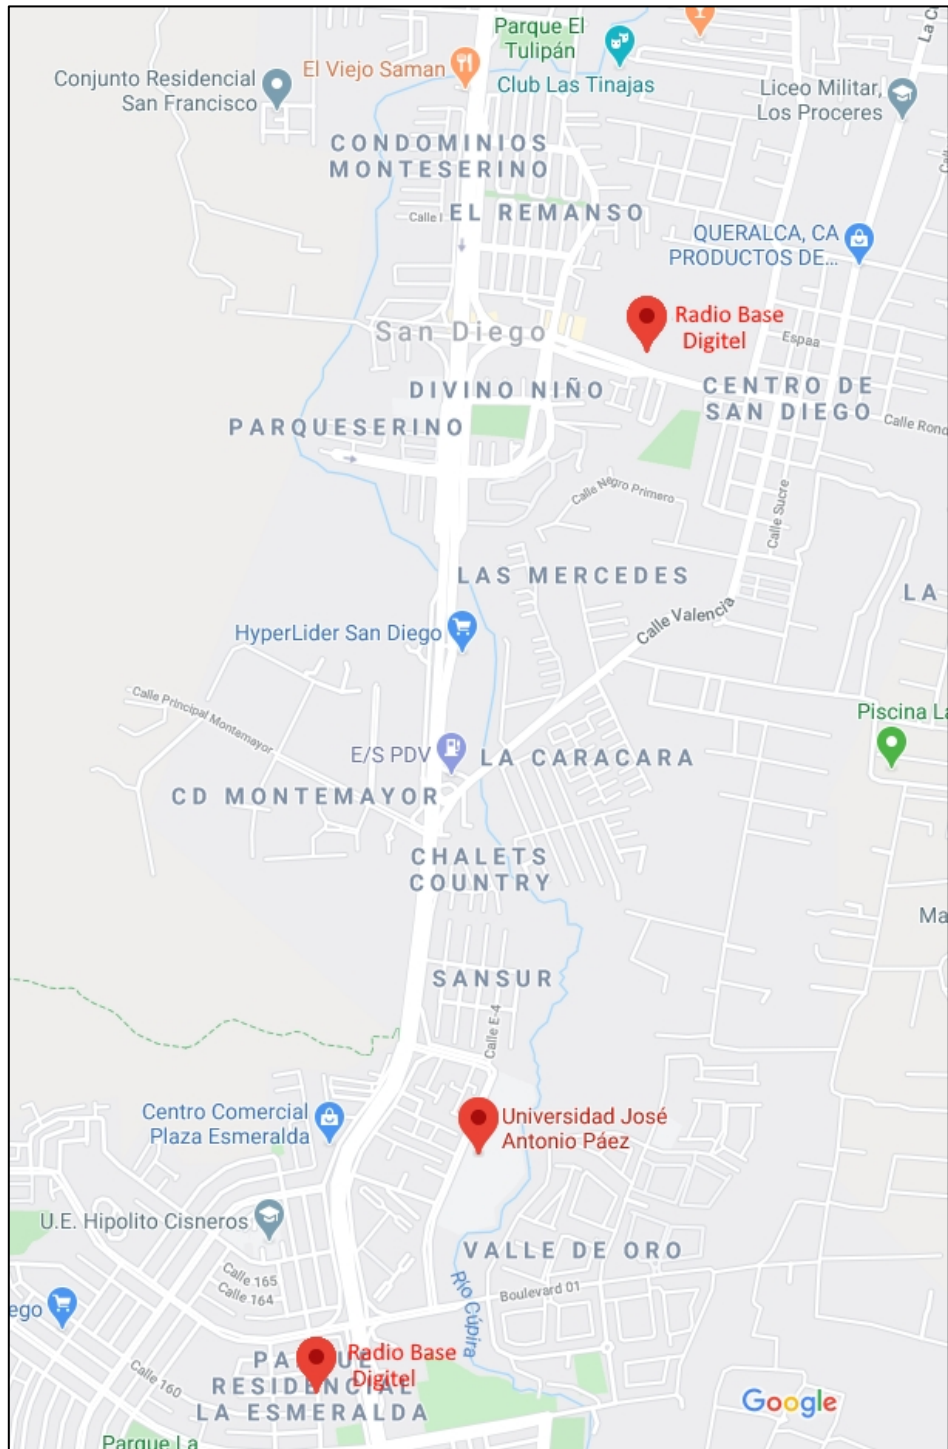 Parque El
Tulipán
El Viejo Saman
Club Las Tinajas
Conjunto Residencial
San Francisco
Liceo Militar,
Los Proceres
CONDOMINIOS
MONTESERINO
Calle I
EL REMANSO
QUERALCA, CA
PRODUCTOS DE...
San Diego
Radio Base
Digitel
Espaa
DIVINO NIÑO
CENTRO DE
SAN DIEGO
PARQUESERINO
Calle Rond
Calle Negro Primero
Calle Sucre
LAS MERCEDES
LA
Calle Valencia
HyperLider San Diego
Calle Principal Montemayor
Piscina La
E/S PDV
LA CARACARA
CD MONTEMAYOR
CHALETS
COUNTRY
Ma
SANSUR
Calle E-4
Centro Comercial
Plaza Esmeralda
Universidad José
Antonio Páez
U.E. Hipolito Cisneros
VALLE DE ORO
Calle 165
Calle 164
Boulevard 01
Río Cúpira
ego
Radio Base
Digitel
PARQUE
RESIDENCIAL
LA ESMERALDA
Calle 160
Google
Parque La